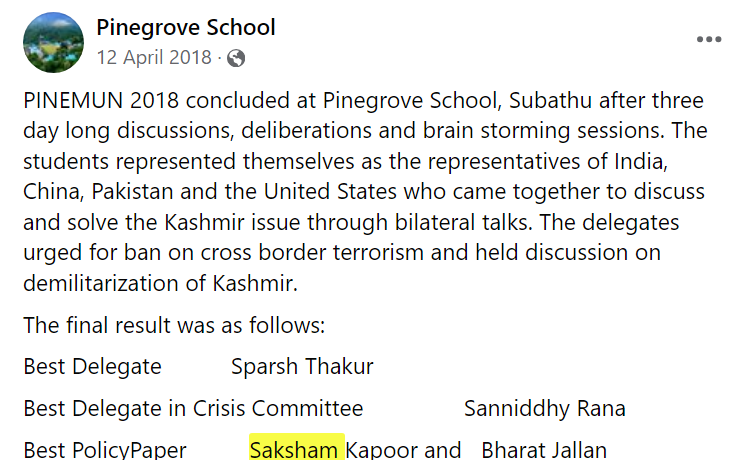 Pinegrove School
12 April 2018 ·
PINEMUN 2018 concluded at Pinegrove School, Subathu after three
day long discussions, deliberations and brain storming sessions. The
students represented themselves as the representatives of India,
China, Pakistan and the United States who came together to discuss
and solve the Kashmir issue through bilateral talks. The delegates
urged for ban on cross border terrorism and held discussion on
demilitarization of Kashmir.
The final result was as follows:
Best Delegate Sparsh Thakur
Best Delegate in Crisis Committee Sanniddhy Rana
Best PolicyPaper Saksham Kapoor and Bharat Jallan